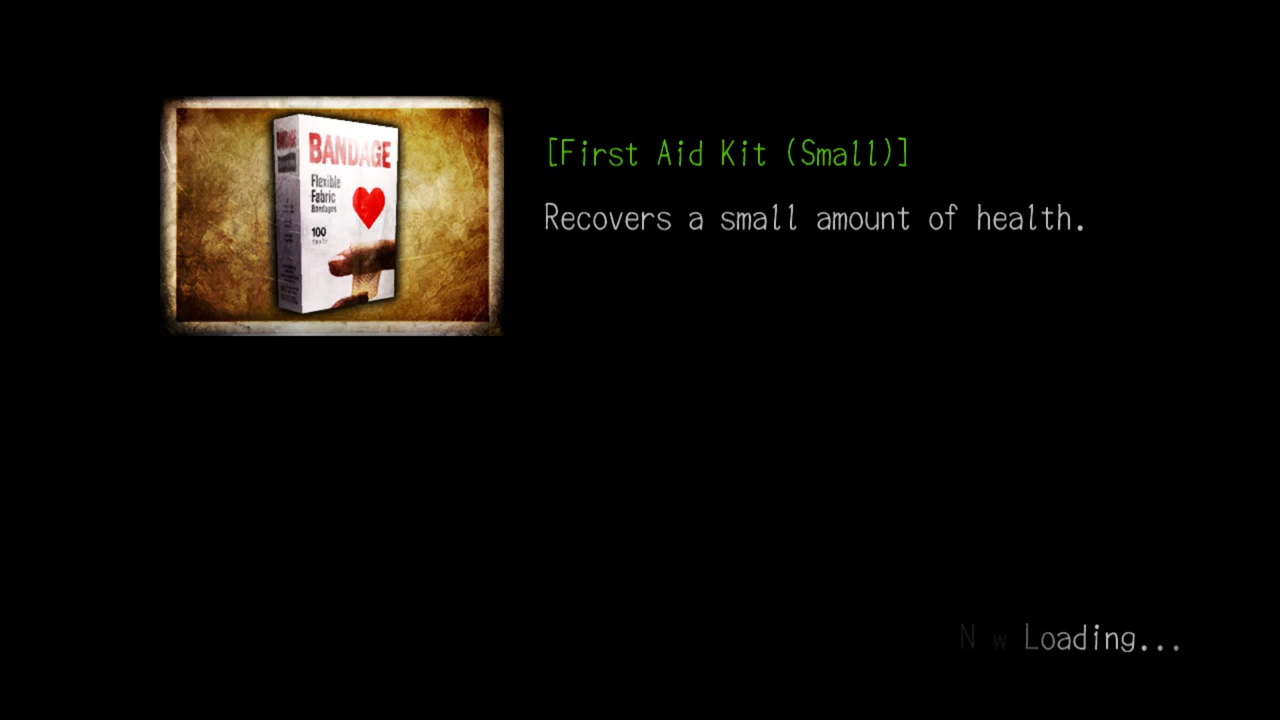 BANDAGE
Flexible
Fabric
Bandages
100
[First Aid Kit (Small)]
Recovers a small amount of health.
N w Loading...